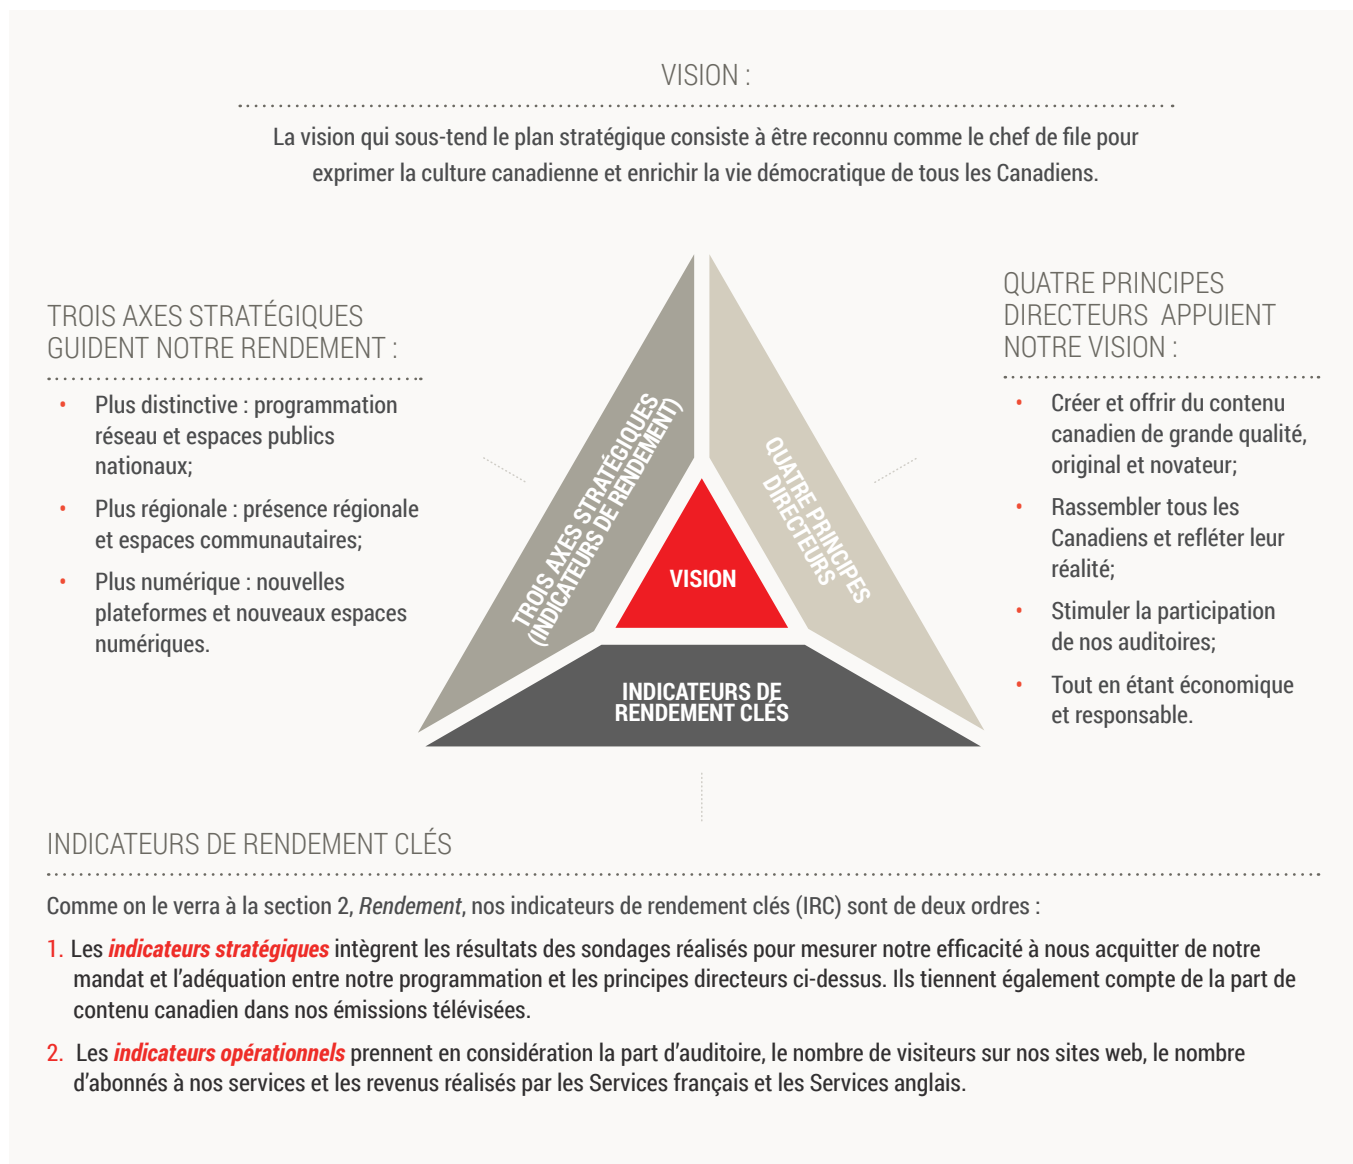 VISION :
La vision qui sous-tend le plan stratégique consiste à être reconnu comme le chef de file pour
exprimer la culture canadienne et enrichir la vie démocratique de tous les Canadiens.
TROIS AXES STRATÉGIQUES
GUIDENT NOTRE RENDEMENT :
• Plus distinctive : programmation
réseau et espaces publics
nationaux;
• Plus régionale : présence régionale
et espaces communautaires;
• Plus numérique : nouvelles
plateformes et nouveaux espaces
numériques.
TROIS AXES STRATÉGIQUES
(INDICATEURS DE RENDEMENT)
QUATRE PRINCIPES
DIRECTEURS
VISION
INDICATEURS DE
RENDEMENT CLÉS
QUATRE PRINCIPES
DIRECTEURS APPUIENT
NOTRE VISION :
• Créer et offrir du contenu
canadien de grande qualité,
original et novateur;
• Rassembler tous les
Canadiens et refléter leur
réalité;
• Stimuler la participation
de nos auditoires;
• Tout en étant économique
et responsable.
INDICATEURS DE RENDEMENT CLÉS
Comme on le verra à la section 2, Rendement, nos indicateurs de rendement clés (IRC) sont de deux ordres :
1. Les indicateurs stratégiques intègrent les résultats des sondages réalisés pour mesurer notre efficacité à nous acquitter de notre
mandat et l’adéquation entre notre programmation et les principes directeurs ci-dessus. Ils tiennent également compte de la part de
contenu canadien dans nos émissions télévisées.
2. Les indicateurs opérationnels prennent en considération la part d’auditoire, le nombre de visiteurs sur nos sites web, le nombre
d’abonnés à nos services et les revenus réalisés par les Services français et les Services anglais.